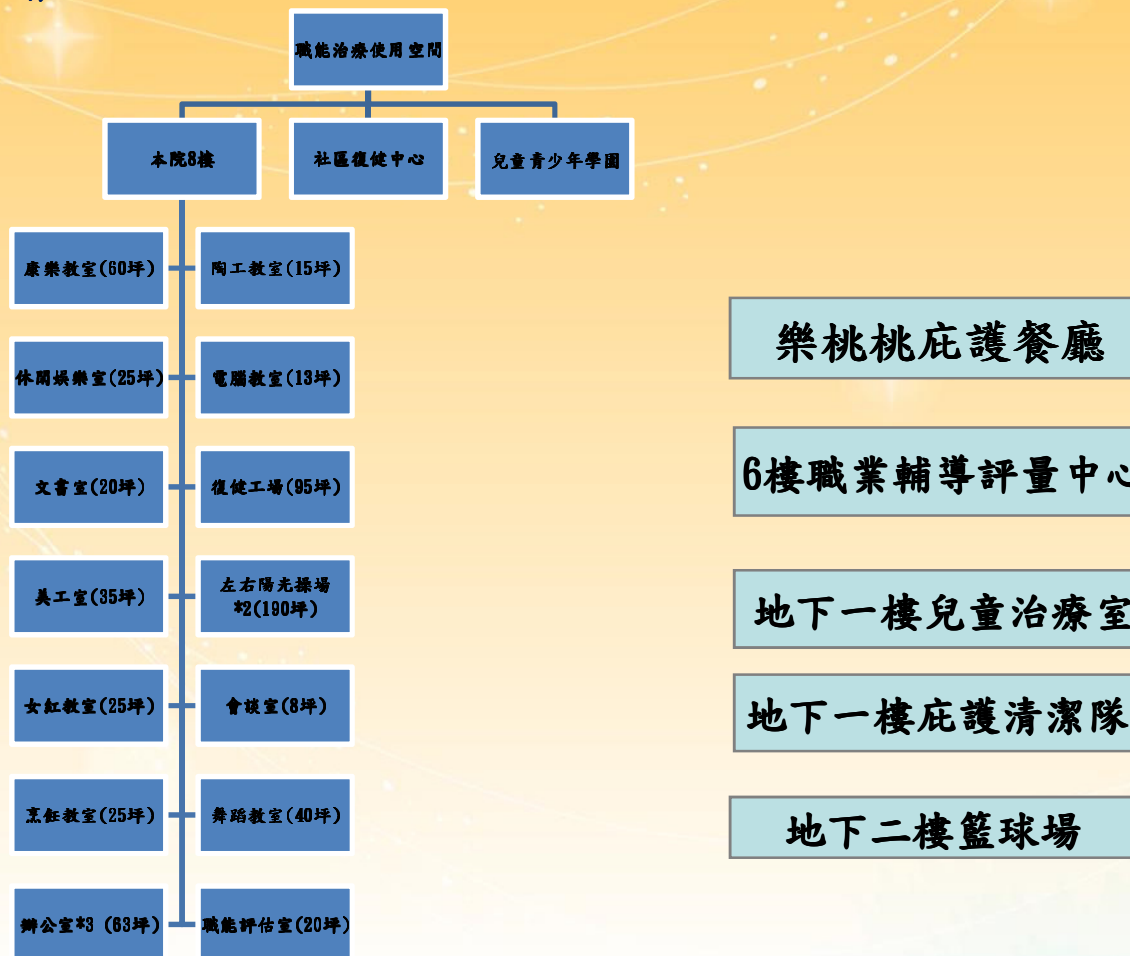 職能治療使用空間
本院8樓
社區復健中心
兒童青少年學園
康樂教室(60坪)
陶工教室(15坪)
休閒娛樂室(25坪)
電腦教室(13坪)
文書室(20坪)
復健工場(95坪)
美工室(35坪)
左右陽光操場
*2(190坪)
女紅教室(25坪)
會談室(8坪)
烹飪教室(25坪)
舞蹈教室(40坪)
辦公室*3 (63坪)
職能評估室(20坪)
樂桃桃庇護餐廳
6樓職業輔導評量中心
地下一樓兒童治療室
地下一樓庇護清潔隊
地下二樓籃球場